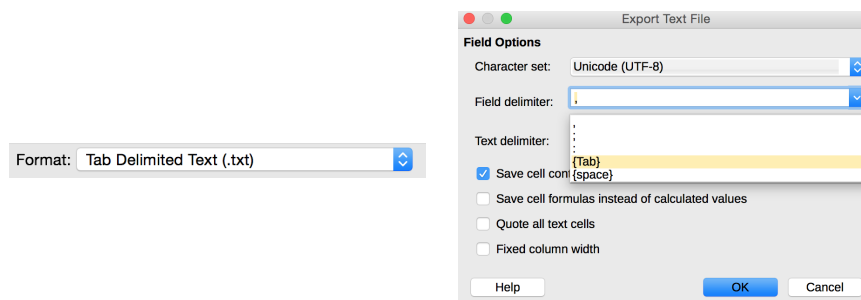 Format: Tab Delimited Text (.txt)
Export Text File
Field Options
Character set: Unicode (UTF-8)
Field delimiter: ,
,
;
:
{Tab}
{space}
Text delimiter:
Save cell cont
Save cell formulas instead of calculated values
Quote all text cells
Fixed column width
Help OK Cancel